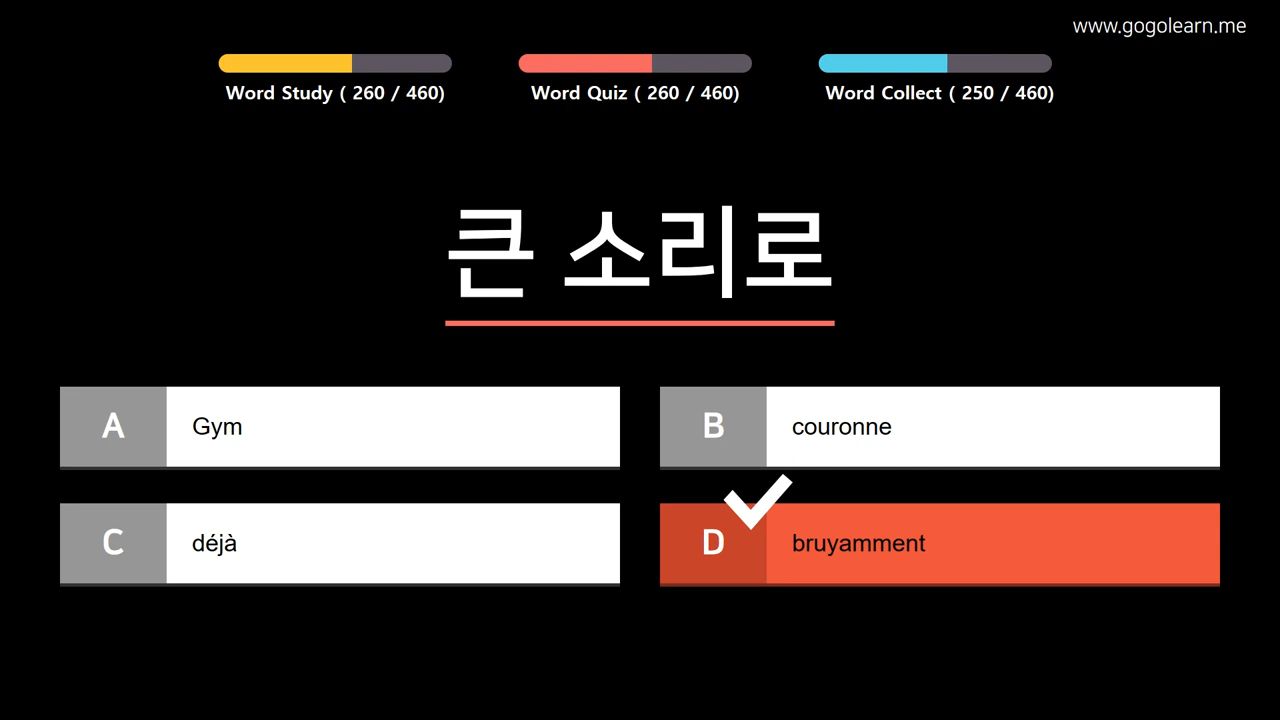 www.gogolearn.me
Word Study ( 260 / 460)
Word Quiz ( 260 / 460)
Word Collect ( 250 / 460)
큰 소리로
A Gym
B couronne
C déjà
D bruyamment